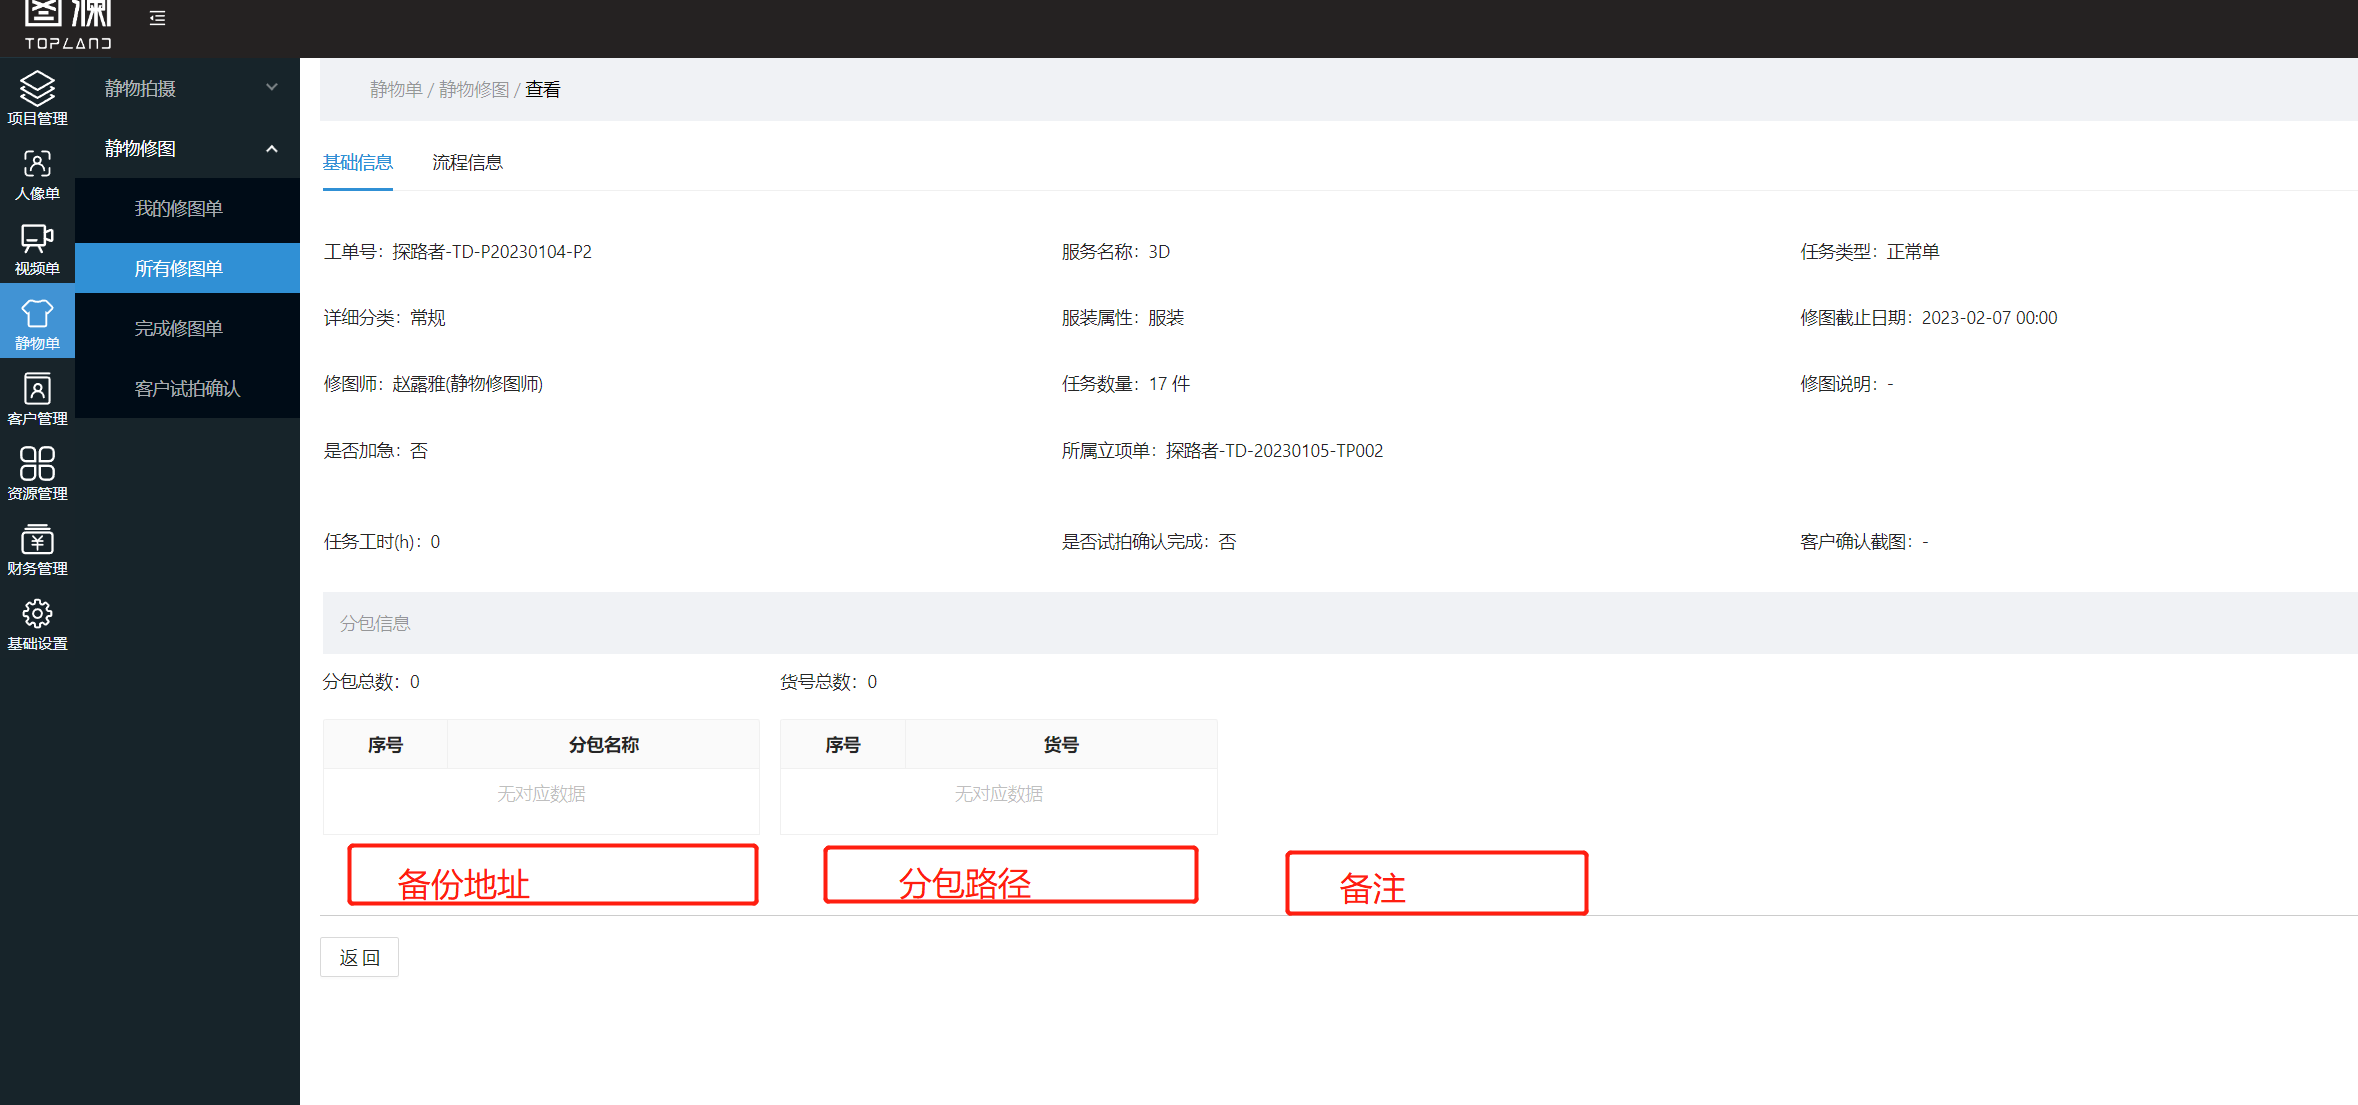 图澜
TOPLAND
项目管理
人像单
视频单
静物单
客户管理
资源管理
财务管理
基础设置
静物拍摄
静物修图
我的修图单
所有修图单
完成修图单
客户试拍确认
静物单 / 静物修图 / 查看
基础信息 流程信息
工单号：探路者-TD-P20230104-P2 服务名称：3D 任务类型：正常单
详细分类：常规 服装属性：服装 修图截止日期：2023-02-07 00:00
修图师：赵露雅(静物修图师) 任务数量：17 件 修图说明：-
是否加急：否 所属立项单：探路者-TD-20230105-TP002
任务工时(h)：0 是否试拍确认完成：否 客户确认截图：-
分包信息
分包总数：0 货号总数：0
序号 分包名称 序号 货号
无对应数据 无对应数据
备份地址 分包路径 备注
返 回